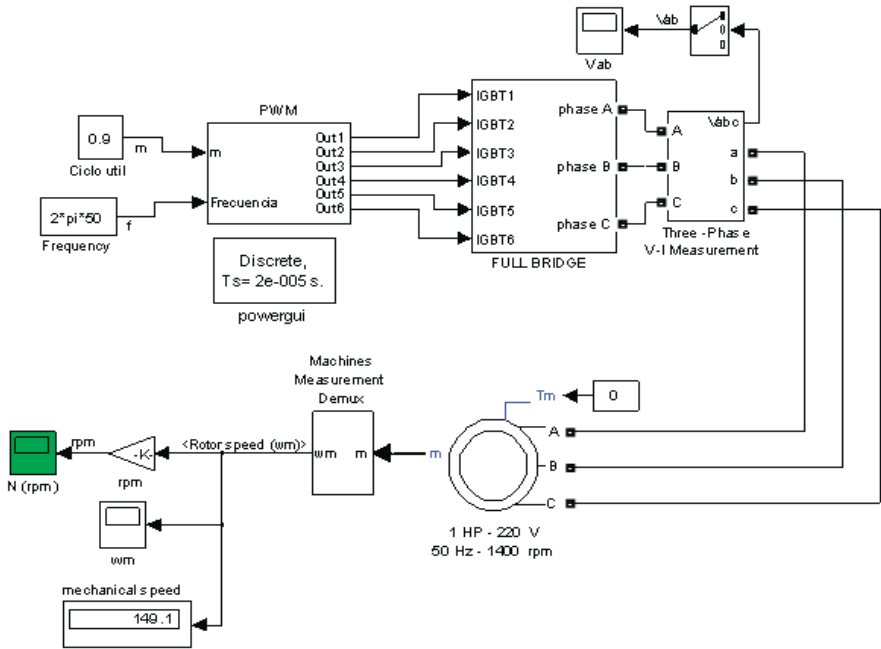 Vab
Vab
PWM
0.9
m
Ciclo util
2*pi*50
f
Frequency
m
Frecuencia
Out1
Out2
Out3
Out4
Out5
Out6
IGBT1
IGBT2
IGBT3
IGBT4
IGBT5
IGBT6
phase A
phase B
phase C
FULL BRIDGE
A
B
C
Vabc
a
b
c
Three -Phase
V-I Measurement
Discrete,
Ts= 2e-005 s.
powergui
Machines
Measurement
Demux
wm
m
m
Tm
0
A
B
C
1 HP - 220 V
50 Hz - 1400 rpm
<Rotor speed (wm)>
-K-
rpm
rpm
N (rpm)
wm
mechanical speed
149.1